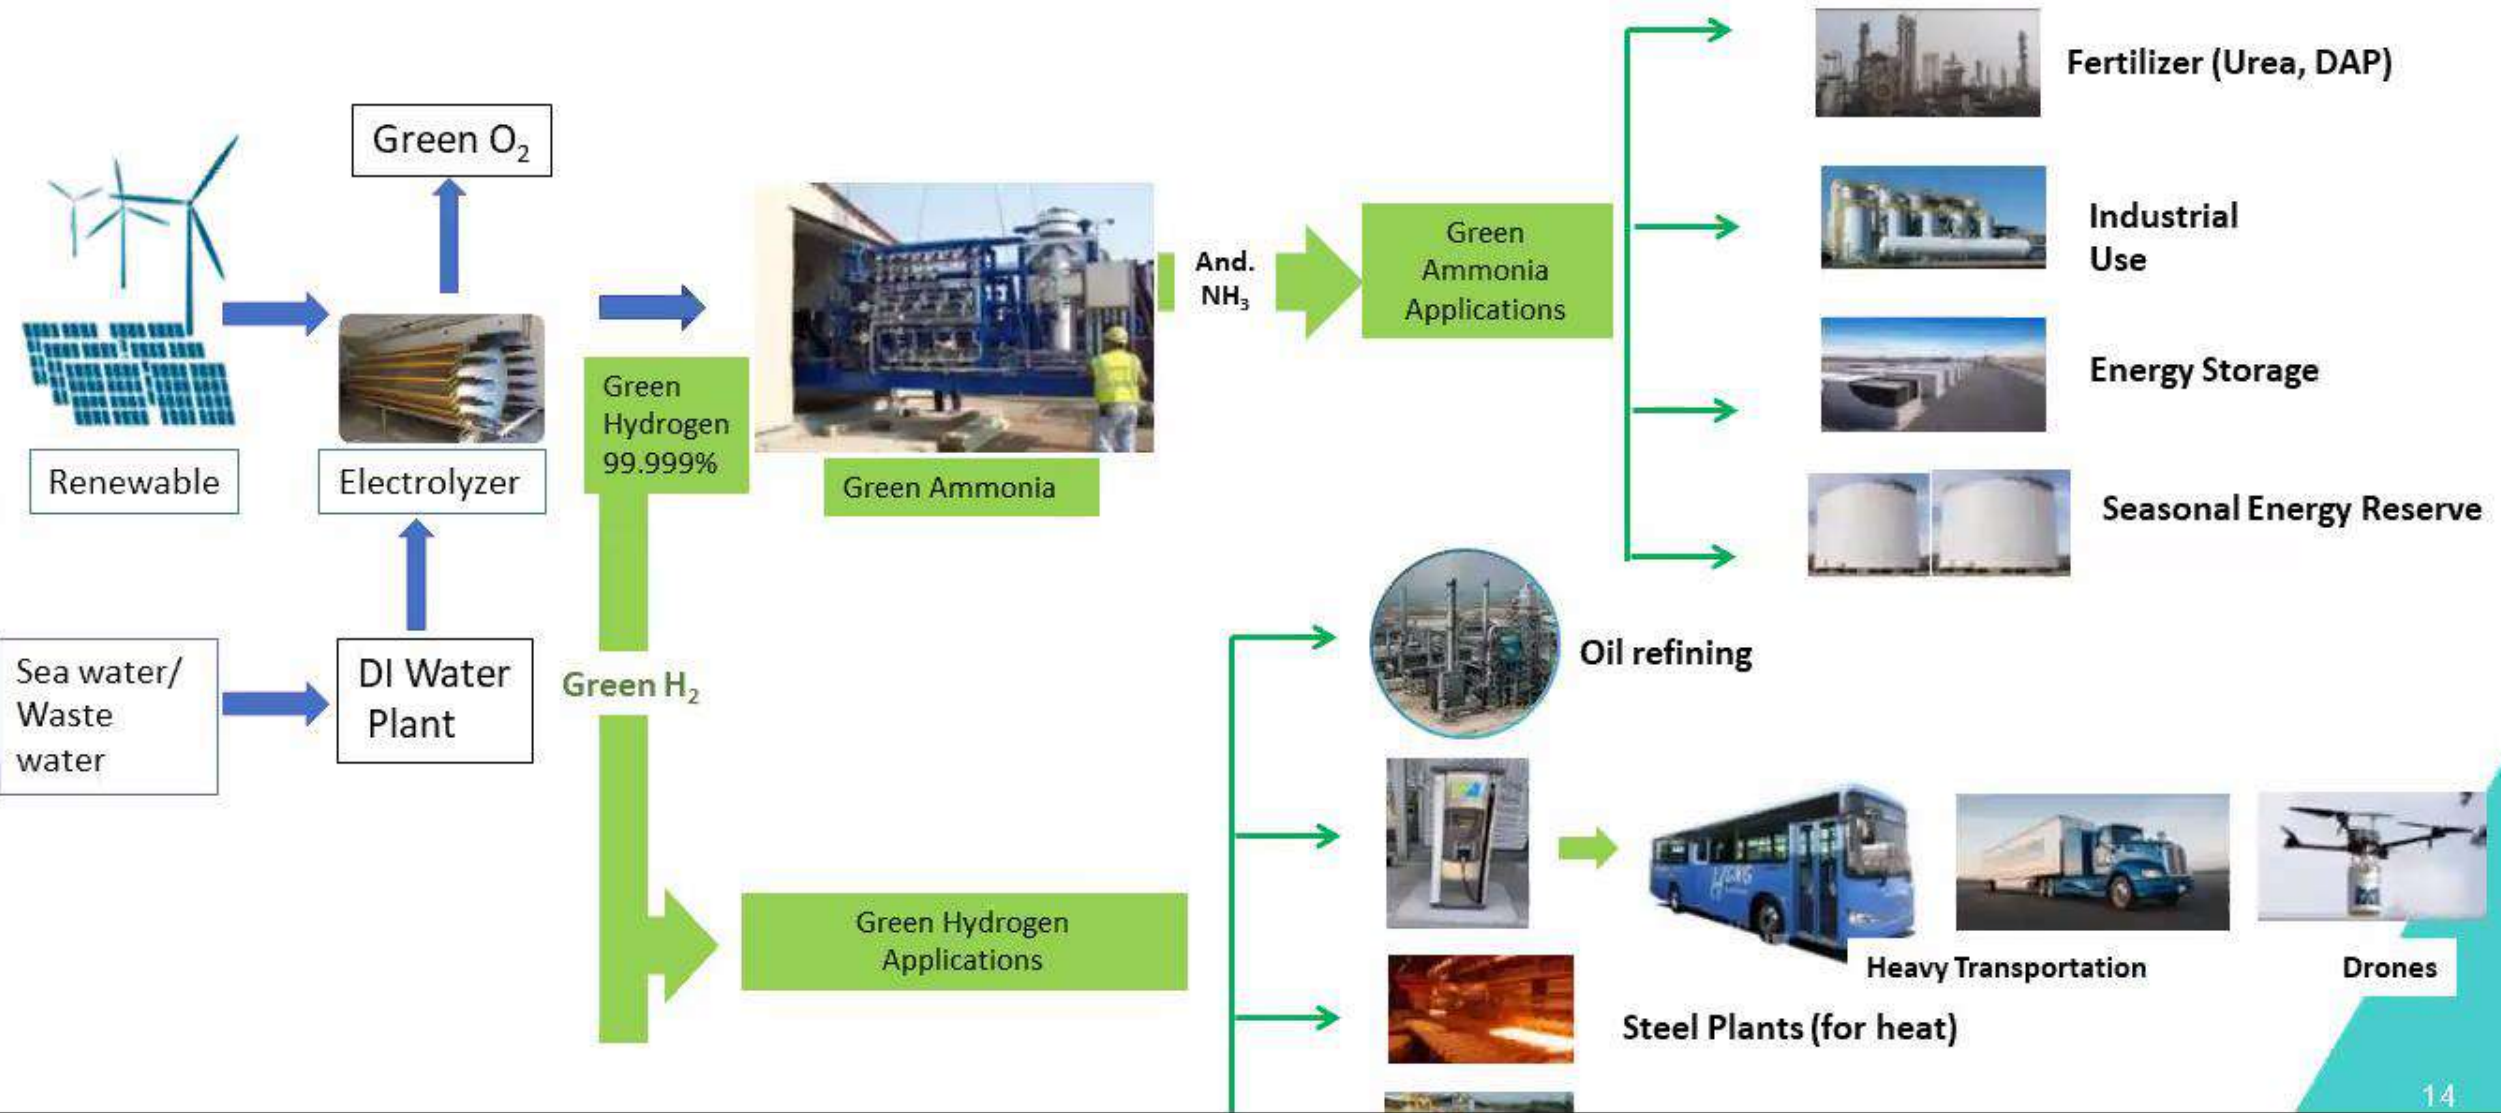 Green O₂
Renewable
Electrolyzer
Sea water/
Waste
water
DI Water
Plant
Green
Hydrogen
99.999%
Green H₂
Green Ammonia
And.
NH₃
Green
Ammonia
Applications
Fertilizer (Urea, DAP)
Industrial
Use
Energy Storage
Seasonal Energy Reserve
Green Hydrogen
Applications
Oil refining
Heavy Transportation
Drones
Steel Plants (for heat)
14